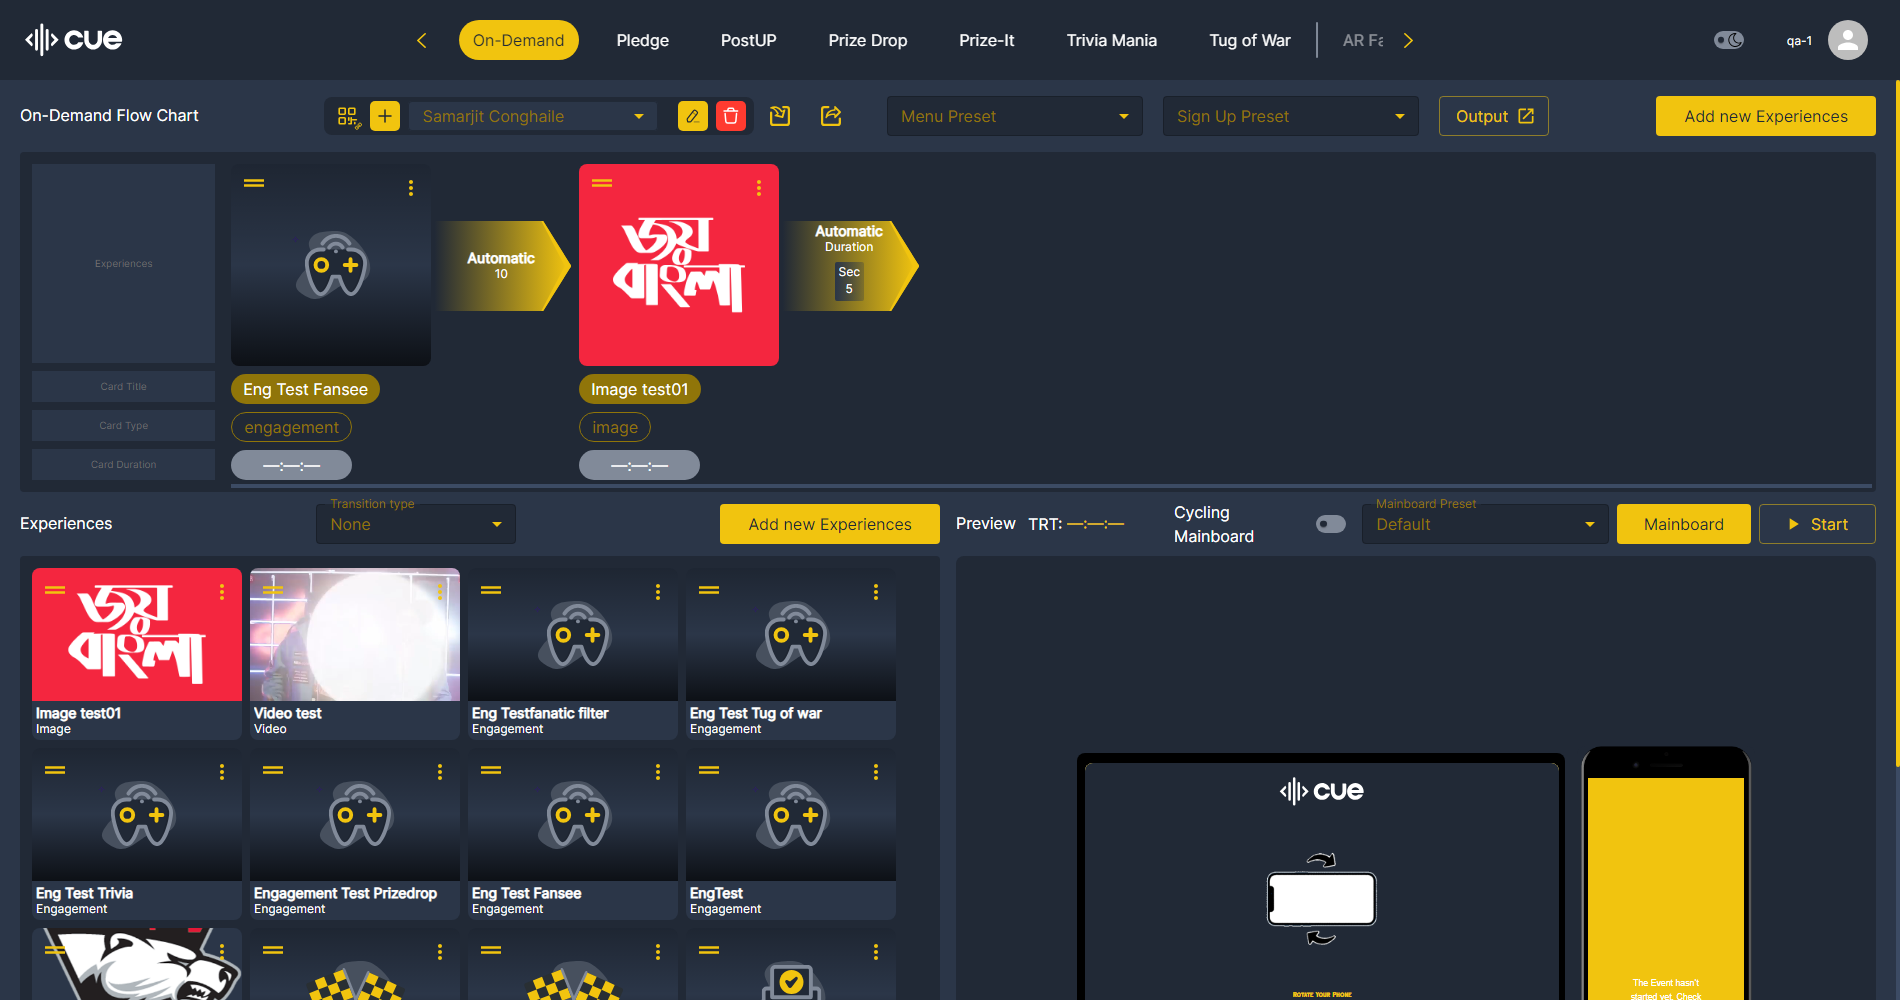 cue
On-Demand
Pledge
PostUP
Prize Drop
Prize-It
Trivia Mania
Tug of War
AR Fa
qa-1
On-Demand Flow Chart
Samarjit Conghaile
Menu Preset
Sign Up Preset
Output
Add new Experiences
Experiences
Card Title
Card Type
Card Duration
Automatic
10
জয়
বাংলা
Automatic
Duration
Sec
5
Eng Test Fansee
Image test01
engagement
image
—:—:—
—:—:—
Experiences
Transition type
None
Add new Experiences
Preview
TRT: —:—:—
Cycling
Mainboard
Mainboard Preset
Default
Mainboard
Start
জয়
বাংলা
Image test01
Image
Video test
Video
Eng Testfanatic filter
Engagement
Eng Test Tug of war
Engagement
Eng Test Trivia
Engagement
Engagement Test Prizedrop
Engagement
Eng Test Fansee
Engagement
EngTest
Engagement
cue
Rotate Your Phone
The Event hasn't
started yet. Check